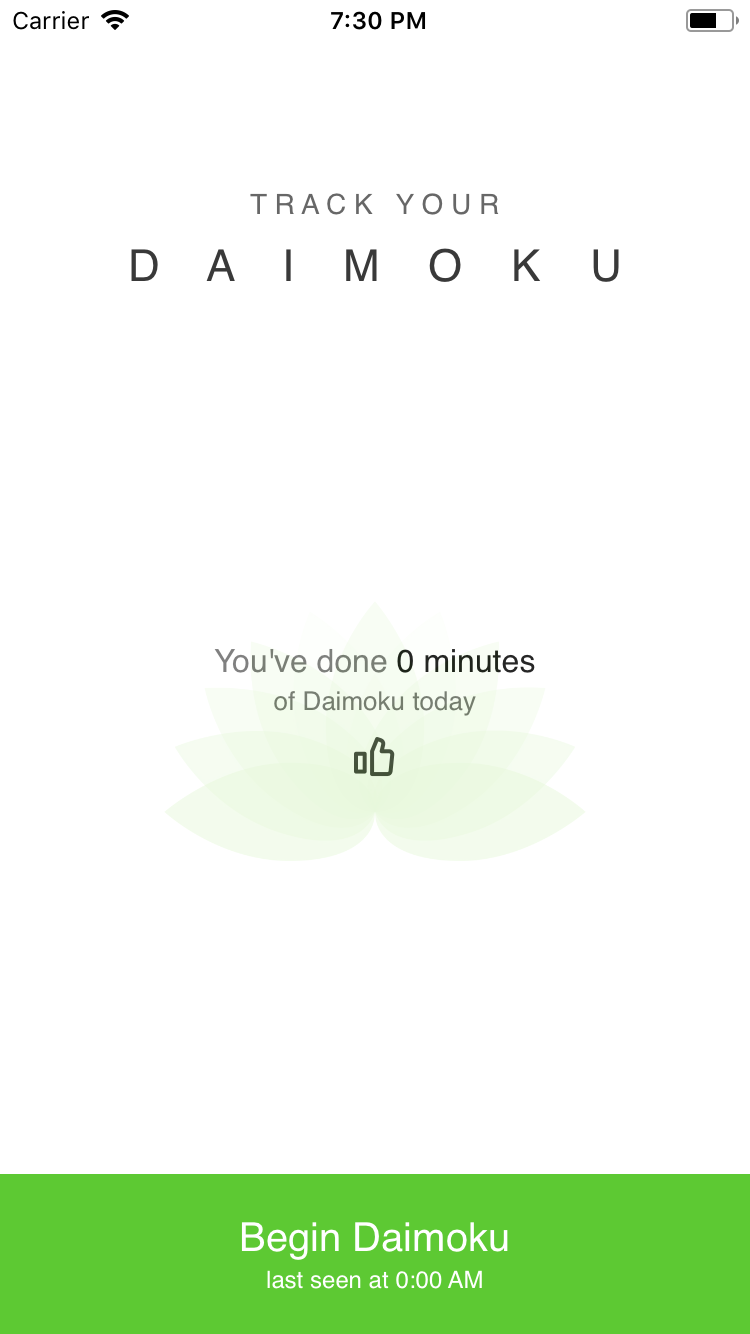 Carrier 7:30 PM
TRACK YOUR
DAIMOKU
You've done 0 minutes
of Daimoku today
Begin Daimoku
last seen at 0:00 AM